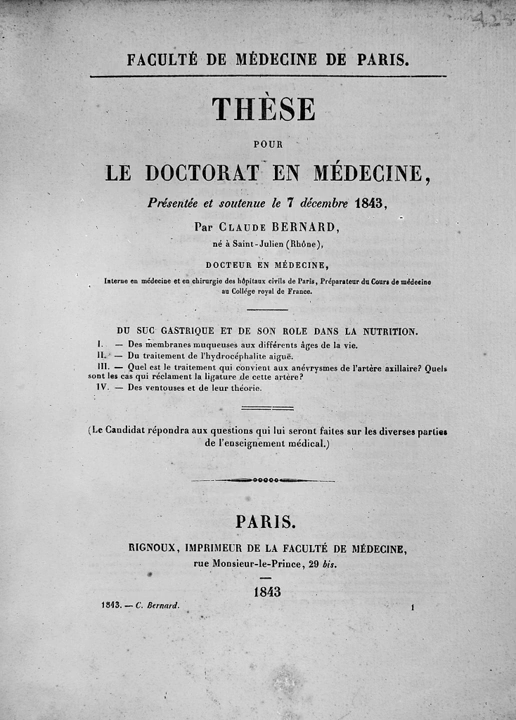 425
FACULTÉ DE MÉDECINE DE PARIS.
THÈSE
POUR
LE DOCTORAT EN MÉDECINE,
Présentée et soutenue le 7 décembre 1843,
Par CLAUDE BERNARD,
né à Saint-Julien (Rhône),
DOCTEUR EN MÉDECINE,
Interne en médecine et en chirurgie des hôpitaux civils de Paris, Préparateur du Cours de médecine
au Collége royal de France.
DU SUC GASTRIQUE ET DE SON ROLE DANS LA NUTRITION.
I. — Des membranes muqueuses aux différents âges de la vie.
II. — Du traitement de l'hydrocéphalite aiguë.
III. — Quel est le traitement qui convient aux anévrysmes de l'artère axillaire? Quels
sont les cas qui réclament la ligature de cette artère?
IV. — Des ventouses et de leur théorie.
(Le Candidat répondra aux questions qui lui seront faites sur les diverses parties
de l'enseignement médical.)
PARIS.
RIGNOUX, IMPRIMEUR DE LA FACULTÉ DE MÉDECINE,
rue Monsieur-le-Prince, 29 bis.
1843
1843. — C. Bernard. 1